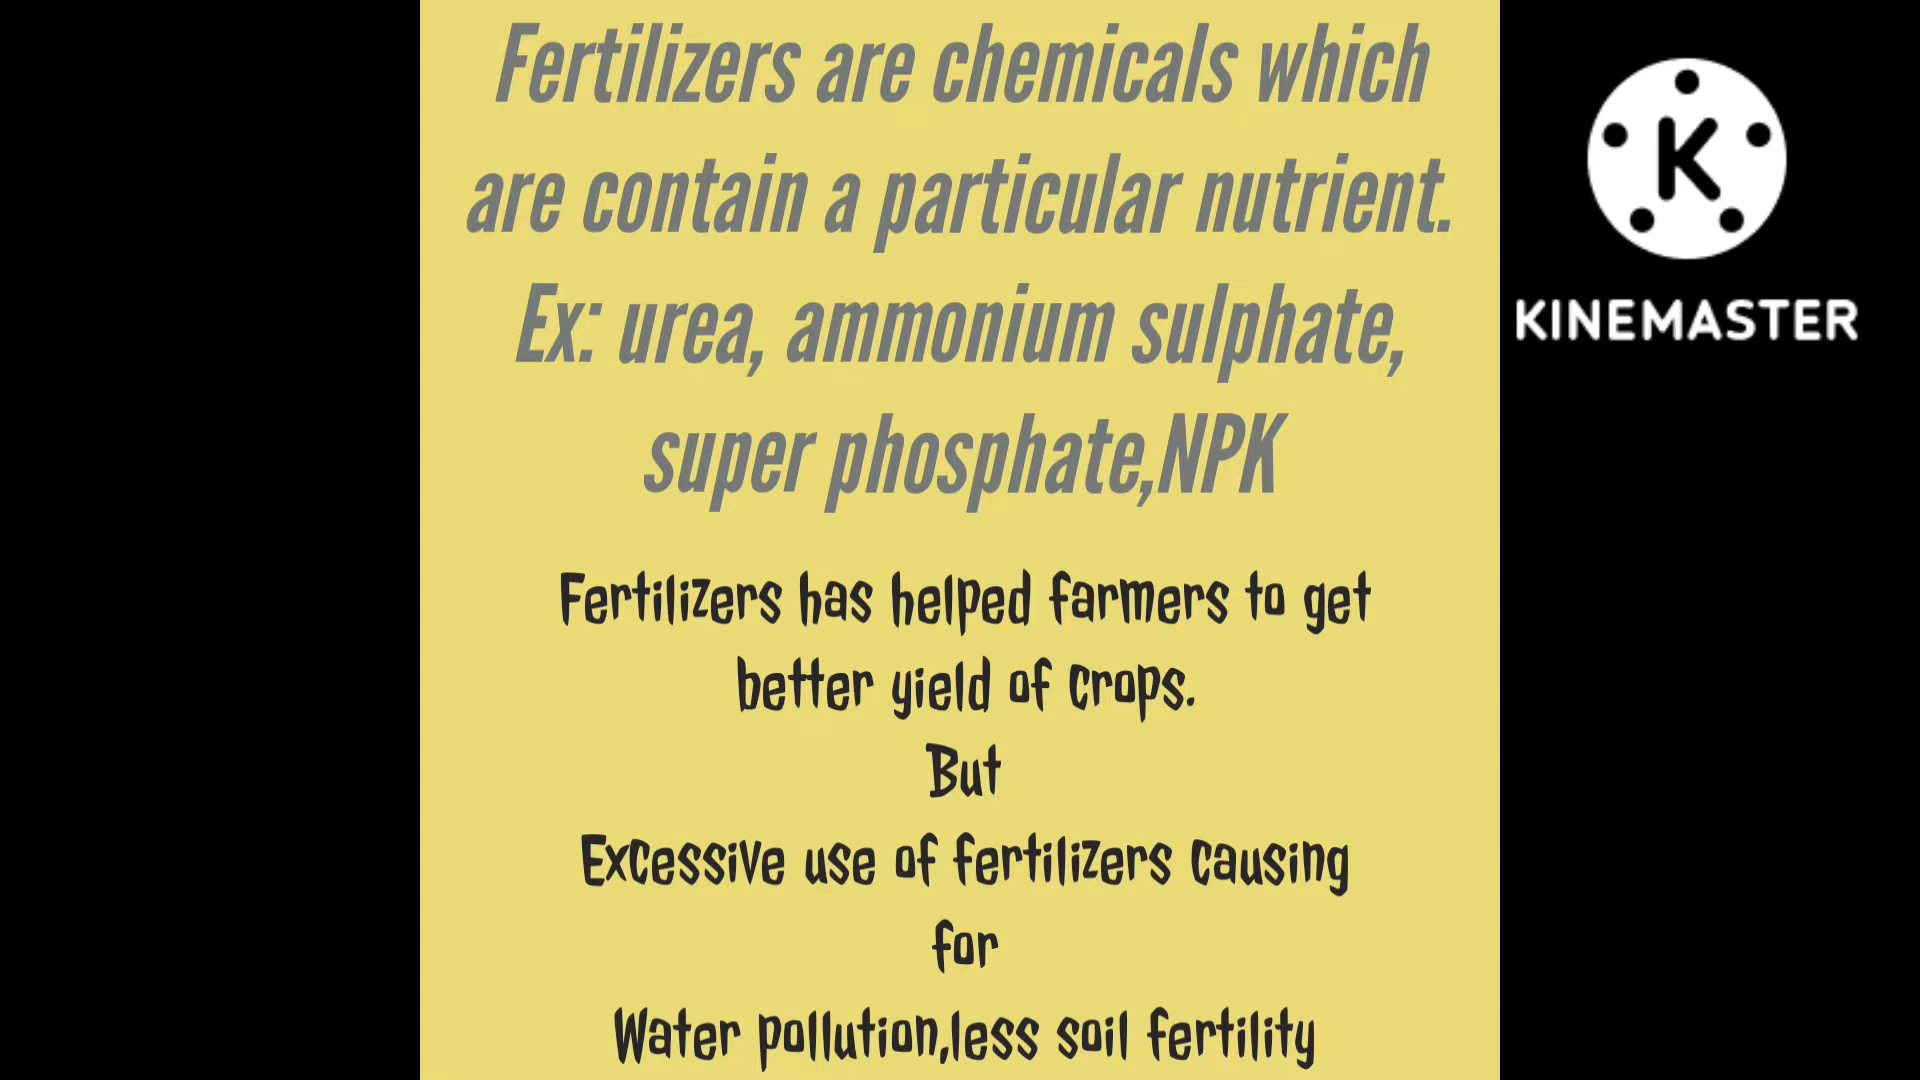 Fertilizers are chemicals which
are contain a particular nutrient.
Ex: urea, ammonium sulphate,
super phosphate,NPK
Fertilizers has helped farmers to get
better yield of crops.
But
Excessive use of fertilizers causing
for
Water pollution,less soil fertility
K
KINEMASTER